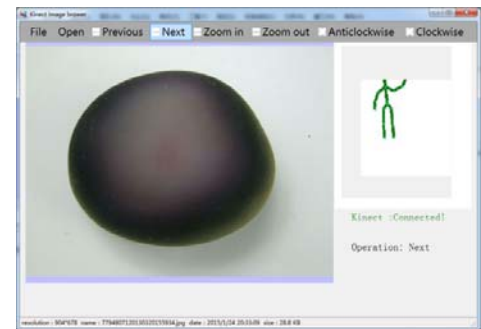 Kinect Image browser
File Open Previous Next Zoom in Zoom out Anticlockwise Clockwise
Kinect :Connected!
Operation: Next